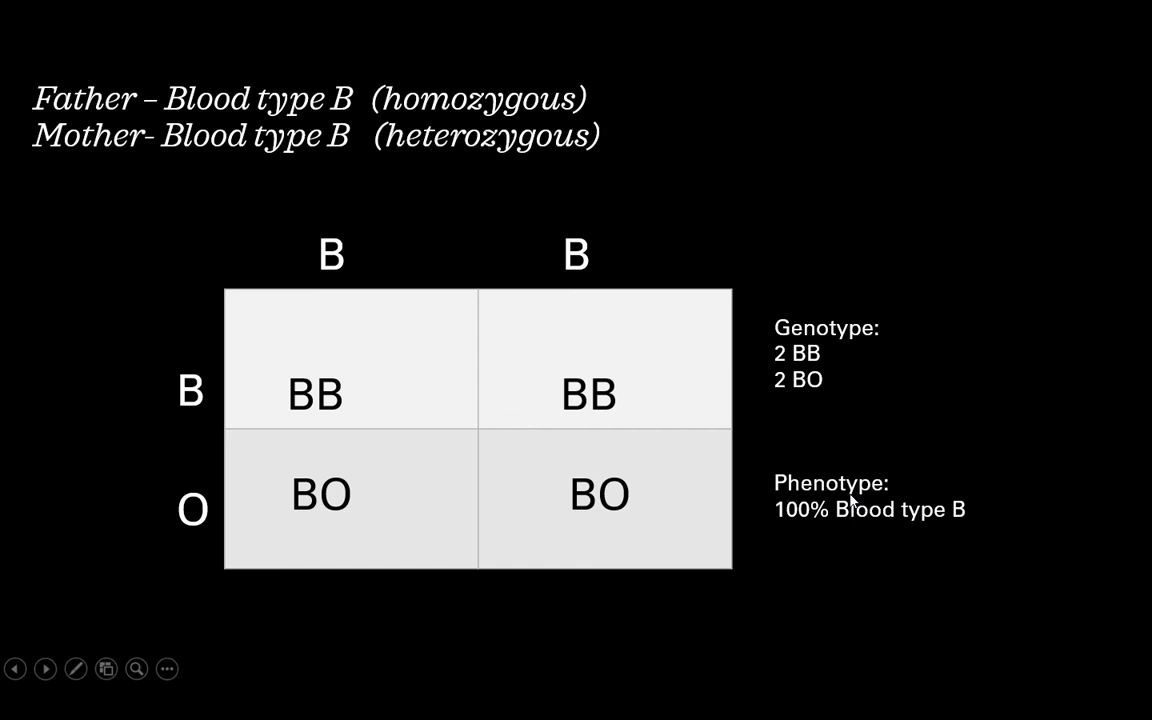 Father – Blood type B (homozygous)
Mother- Blood type B (heterozygous)
B B
B BB BB
O BO BO
Genotype:
2 BB
2 BO
Phenotype:
100% Blood type B